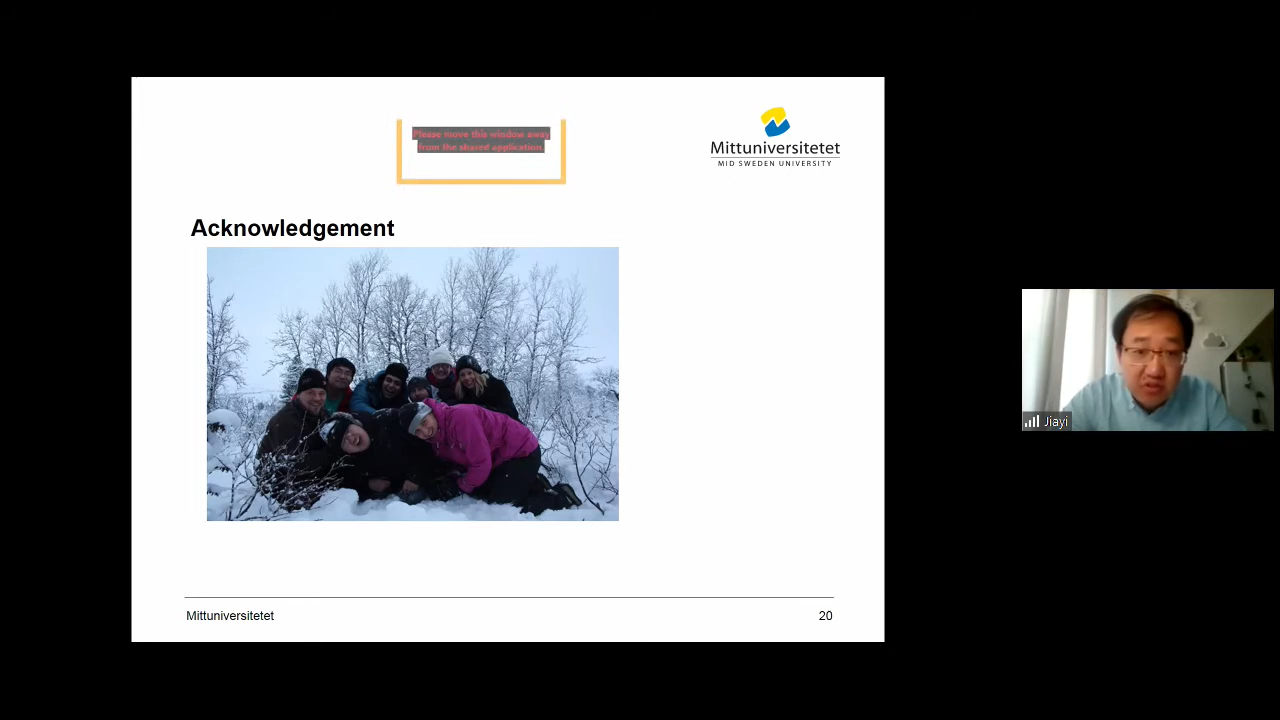 Please move this window away
from the shared application.
Mittuniversitetet
MID SWEDEN UNIVERSITY
Acknowledgement
Jiayi
Mittuniversitetet
20